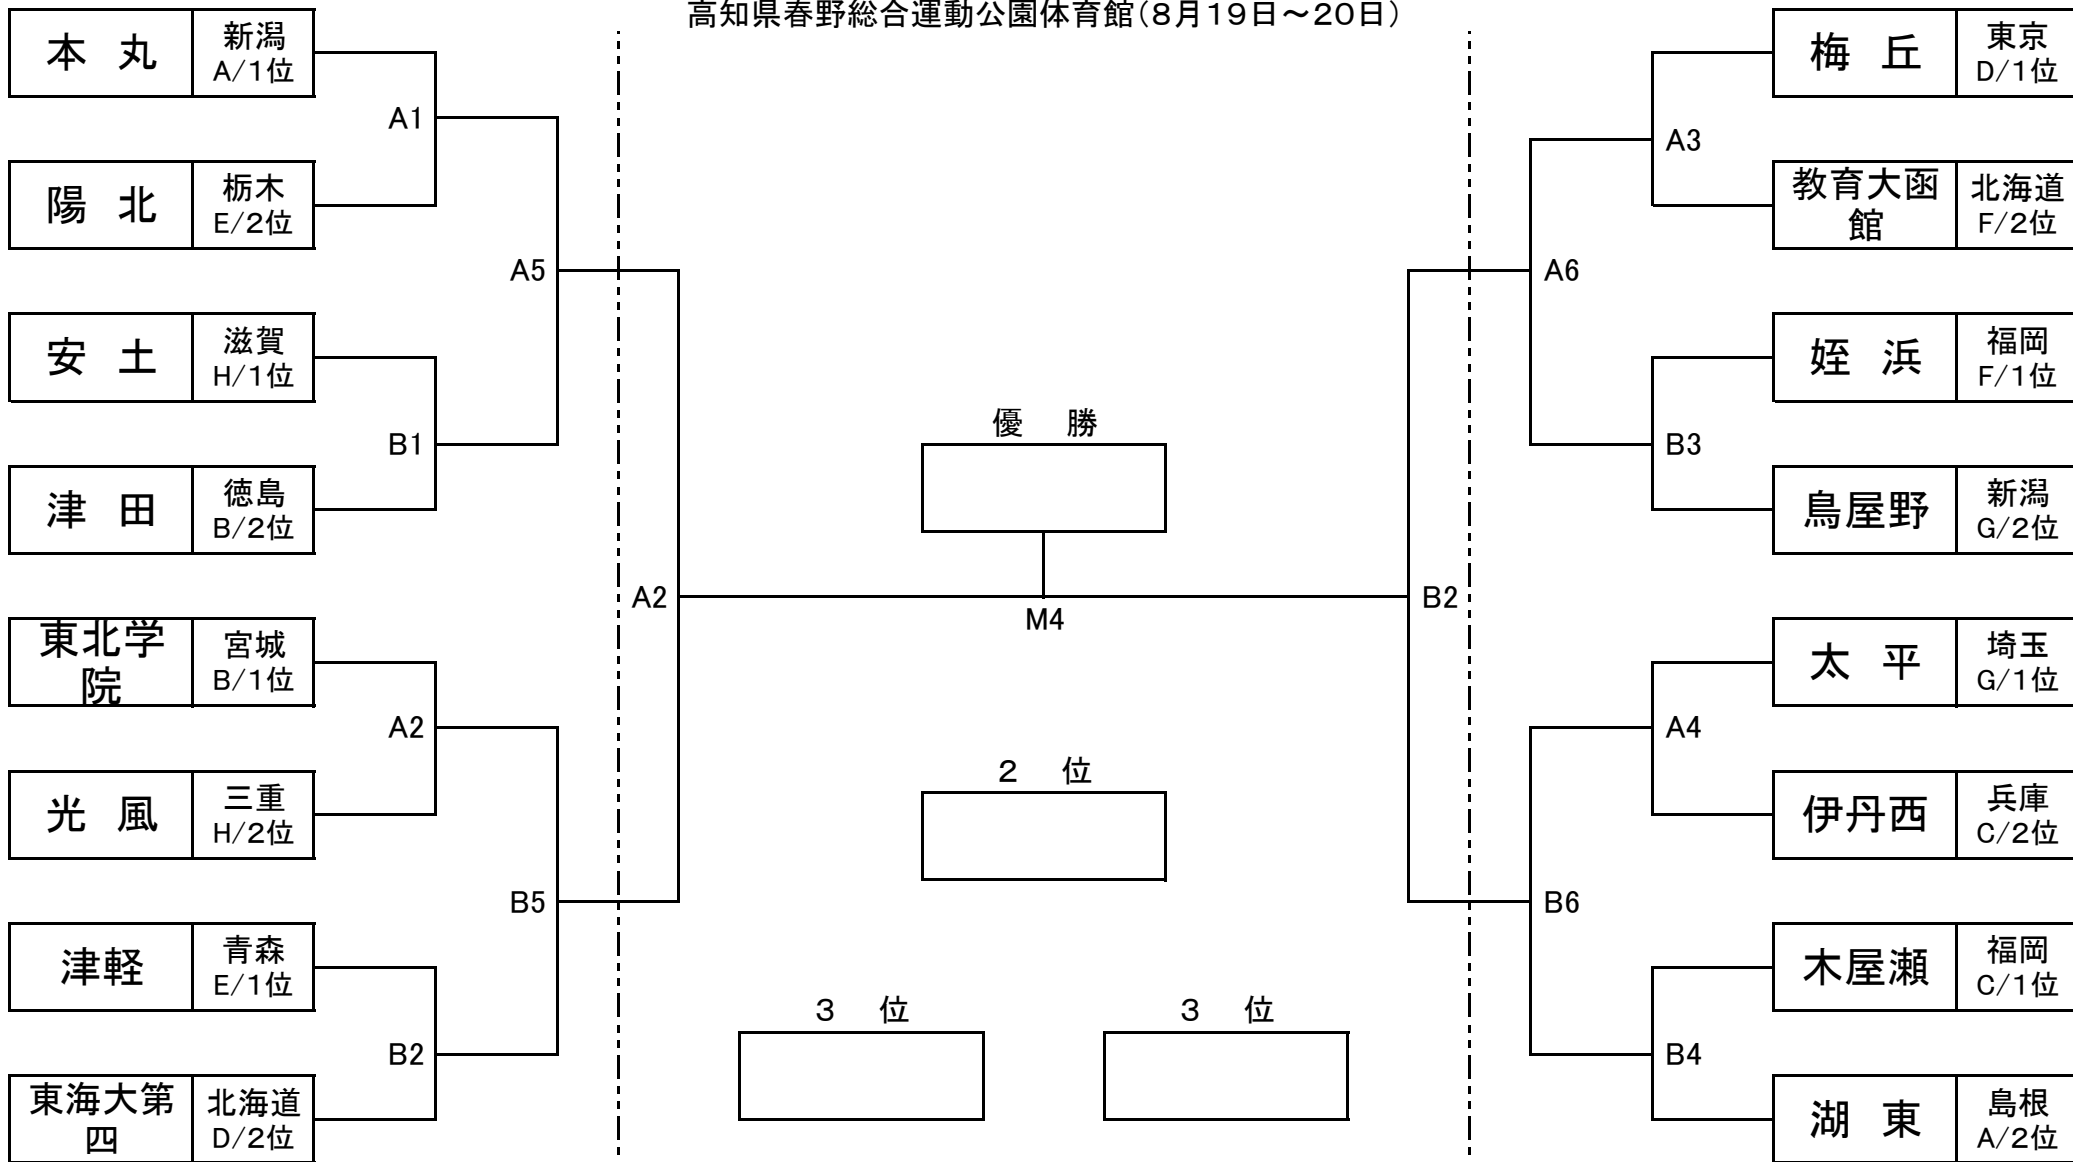 高知県春野総合運動公園体育館（8月19日～20日）
本　丸
新潟
A/1位
A1
陽　北
栃木
E/2位
A5
安　土
滋賀
H/1位
B1
津　田
徳島
B/2位
A2
東北学
院
宮城
B/1位
A2
光　風
三重
H/2位
B5
津軽
青森
E/1位
B2
東海大第
四
北海道
D/2位
優　勝
M4
2　位
3　位
3　位
梅　丘
東京
D/1位
A3
教育大函
館
北海道
F/2位
A6
姪　浜
福岡
F/1位
B3
鳥屋野
新潟
G/2位
B2
太　平
埼玉
G/1位
A4
伊丹西
兵庫
C/2位
B6
木屋瀬
福岡
C/1位
B4
湖　東
島根
A/2位